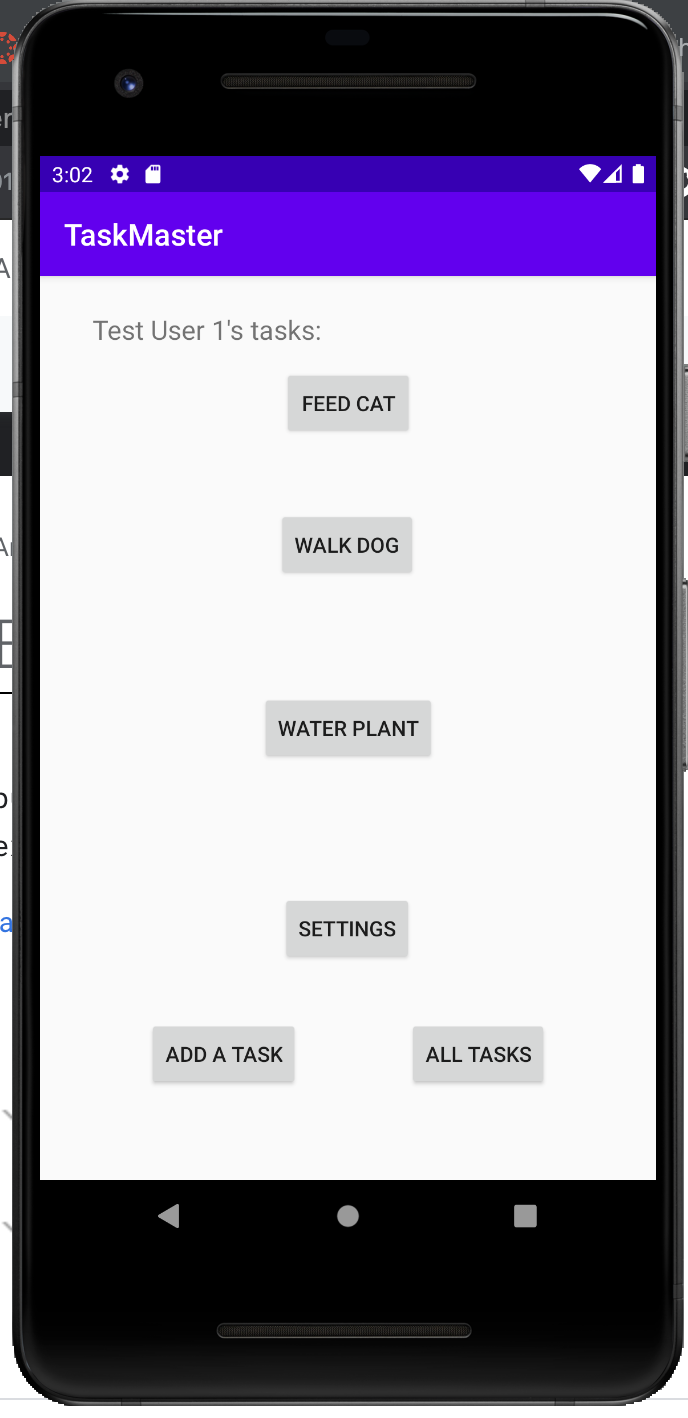 3:02
TaskMaster
Test User 1's tasks:
FEED CAT
WALK DOG
WATER PLANT
SETTINGS
ADD A TASK ALL TASKS